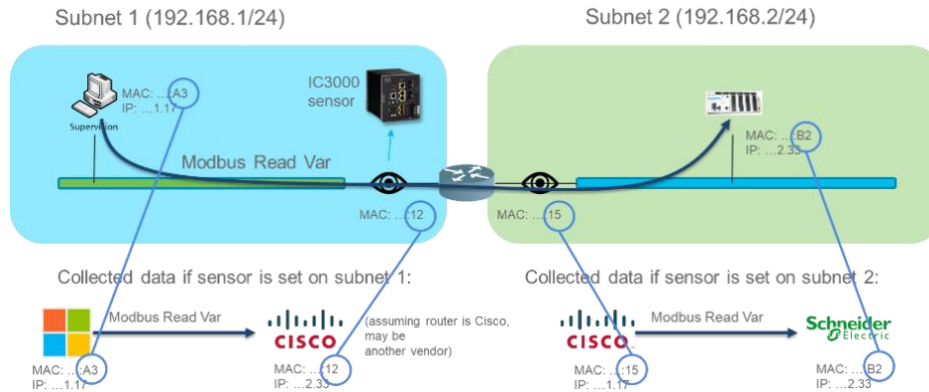 Subnet 1 (192.168.1/24)
Subnet 2 (192.168.2/24)
MAC: ...:A3
IP: ...1.17
Supervision
IC3000
sensor
Modbus Read Var
MAC: ...:12
MAC: ...:B2
IP: ...2.33
MAC: ...:15
Collected data if sensor is set on subnet 1:
Modbus Read Var
CISCO
(assuming router is Cisco,
may be
another vendor)
MAC: ...:A3
IP: ...1.17
MAC: ...:12
IP: ...2.33
Collected data if sensor is set on subnet 2:
CISCO
Modbus Read Var
Schneider
Electric
MAC: ...:15
IP: ...1.17
MAC: ...:B2
IP: ...2.33